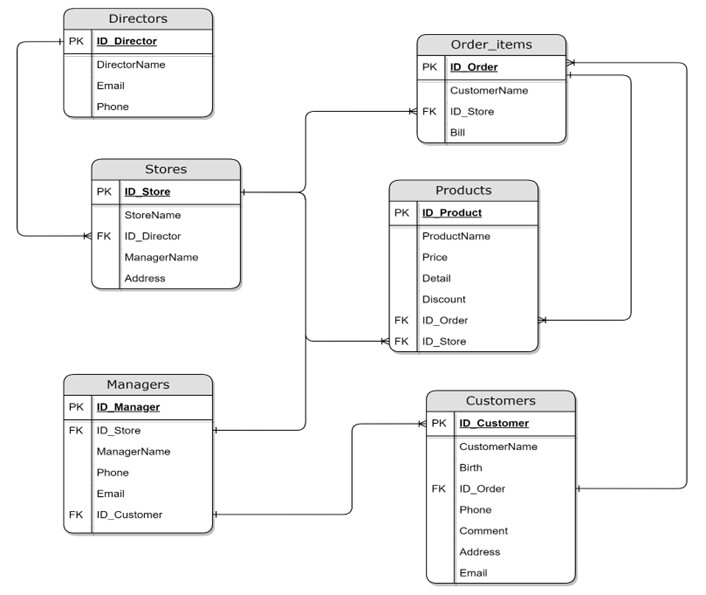 Directors
PK ID_Director
DirectorName
Email
Phone
Stores
PK ID_Store
StoreName
FK ID_Director
ManagerName
Address
Managers
PK ID_Manager
FK ID_Store
ManagerName
Phone
Email
FK ID_Customer
Order_items
PK ID_Order
CustomerName
FK ID_Store
Bill
Products
PK ID_Product
ProductName
Price
Detail
Discount
FK ID_Order
FK ID_Store
Customers
PK ID_Customer
CustomerName
Birth
FK ID_Order
Phone
Comment
Address
Email